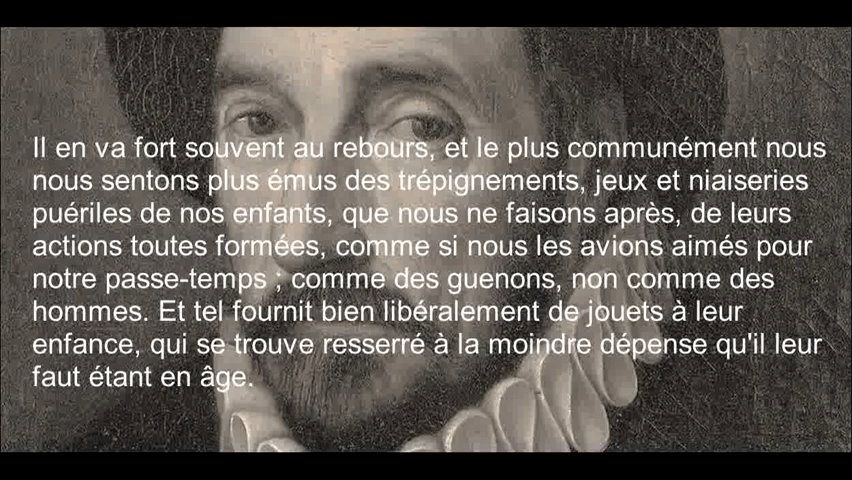 Il en va fort souvent au rebours, et le plus communément nous
nous sentons plus émus des trépignements, jeux et niaiseries
puériles de nos enfants, que nous ne faisons après, de leurs
actions toutes formées, comme si nous les avions aimés pour
notre passe-temps ; comme des guenons, non comme des
hommes. Et tel fournit bien libéralement de jouets à leur
enfance, qui se trouve resserré à la moindre dépense qu'il leur
faut étant en âge.